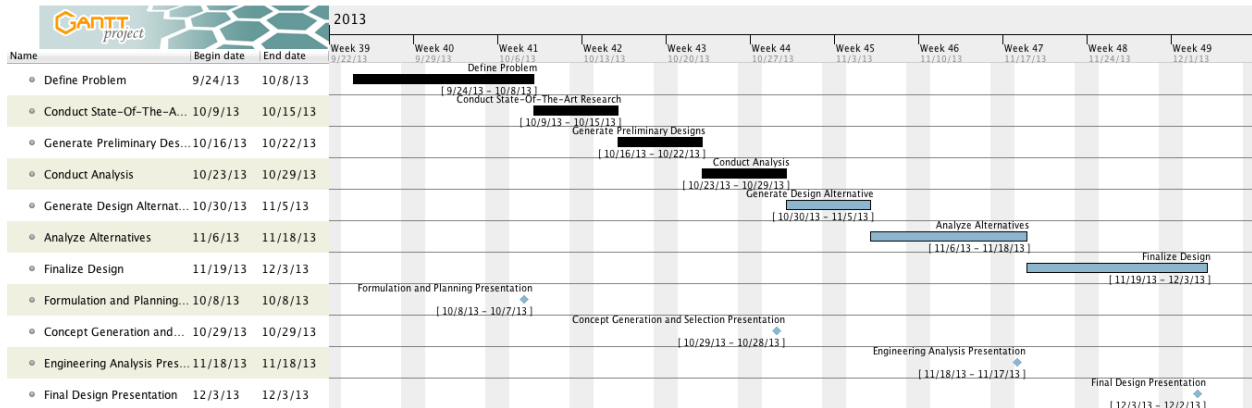 GANTT project
2013
Week 39 Week 40 Week 41 Week 42 Week 43 Week 44 Week 45 Week 46 Week 47 Week 48 Week 49
Name Begin date End date 9/22/13 9/29/13 10/6/13 10/13/13 10/20/13 10/27/13 11/3/13 11/10/13 11/17/13 11/24/13 12/1/13
Define Problem
Define Problem 9/24/13 10/8/13
[ 9/24/13 - 10/8/13 ]
Conduct State-Of-The-Art Research
Conduct State-Of-The-A... 10/9/13 10/15/13
[ 10/9/13 - 10/15/13 ]
Generate Preliminary Designs
Generate Preliminary Des... 10/16/13 10/22/13
[ 10/16/13 - 10/22/13 ]
Conduct Analysis
Conduct Analysis 10/23/13 10/29/13
[ 10/23/13 - 10/29/13 ]
Generate Design Alternative
Generate Design Alternat... 10/30/13 11/5/13
[ 10/30/13 - 11/5/13 ]
Analyze Alternatives
Analyze Alternatives 11/6/13 11/18/13
[ 11/6/13 - 11/18/13 ]
Finalize Design
Finalize Design 11/19/13 12/3/13
[ 11/19/13 - 12/3/13 ]
Formulation and Planning Presentation
Formulation and Planning... 10/8/13 10/8/13
[ 10/8/13 - 10/7/13 ]
Concept Generation and Selection Presentation
Concept Generation and... 10/29/13 10/29/13
[ 10/29/13 - 10/28/13 ]
Engineering Analysis Presentation
Engineering Analysis Pres... 11/18/13 11/18/13
[ 11/18/13 - 11/17/13 ]
Final Design Presentation
Final Design Presentation 12/3/13 12/3/13
[ 12/3/13 - 12/2/13 ]